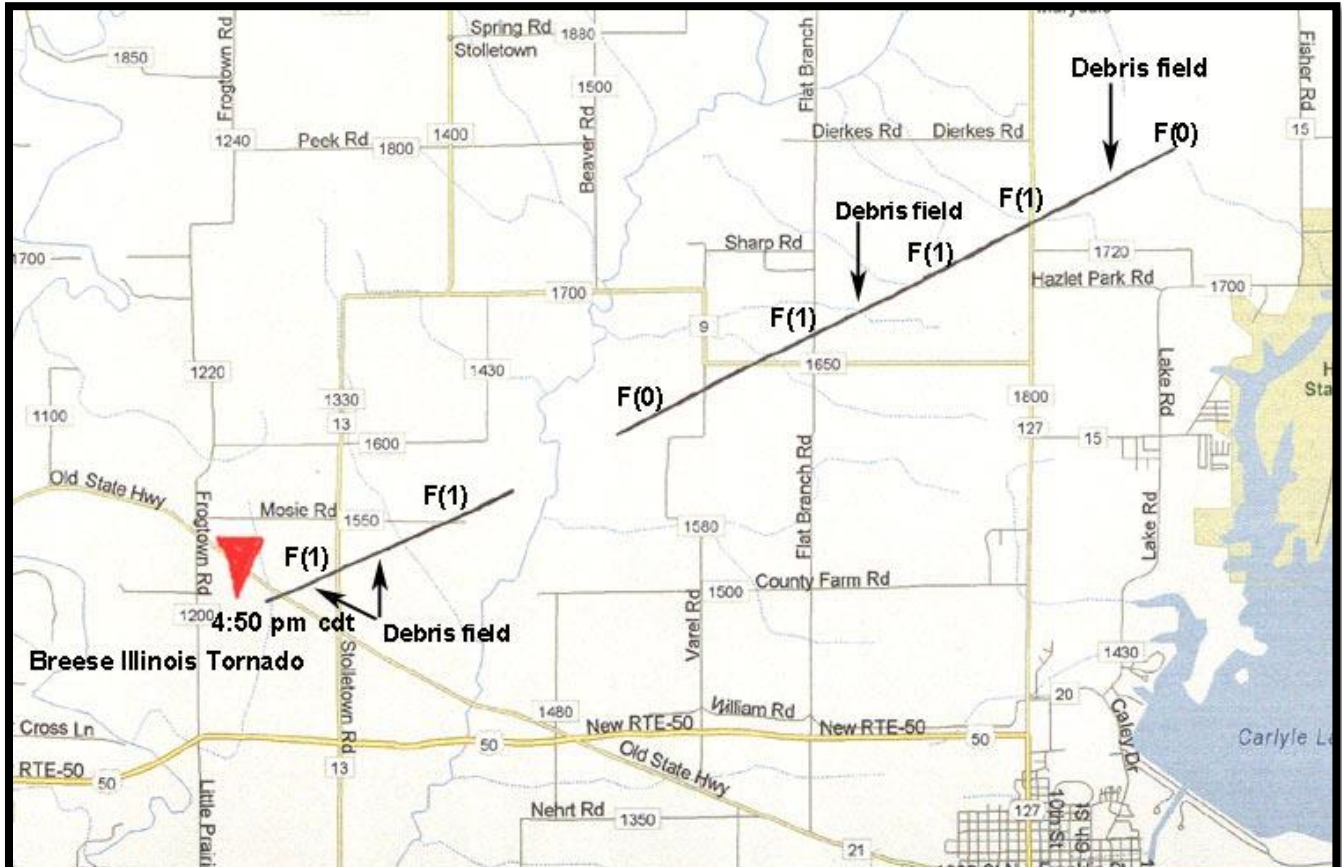 Frogtown Rd
Spring Rd
1880
Stolletown
Flat Branch
Fisher Rd
1850
1500
Debris field
1240
Peek Rd
1800
1400
Beaver Rd
Dierkes Rd
Dierkes Rd
F(0)
15
Debris field
F(1)
1700
Sharp Rd
F(1)
1720
Hazlet Park Rd
1700
1700
9
F(1)
1220
1430
1650
Lake Rd
H
Sta
1100
1330
13
F(0)
1800
127
15
1600
Old State Hwy
F(1)
Flat Branch Rd
Frogtown Rd
Mosie Rd
1550
1580
Lake Rd
F(1)
County Farm Rd
1500
1200
4:50 pm cdt
Debris field
Varel Rd
Breese Illinois Tornado
Stolletown Rd
1430
20
Cross Ln
1480
William Rd
New RTE-50
New RTE-50
50
50
Caley Dr
Carlyle La
RTE-50
50
13
Old State Hwy
Little Prairi
Nehrt Rd
1350
127
10th St
21